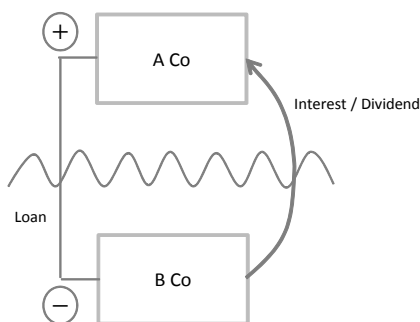 +
A Co
Interest / Dividend
Loan
B Co
−